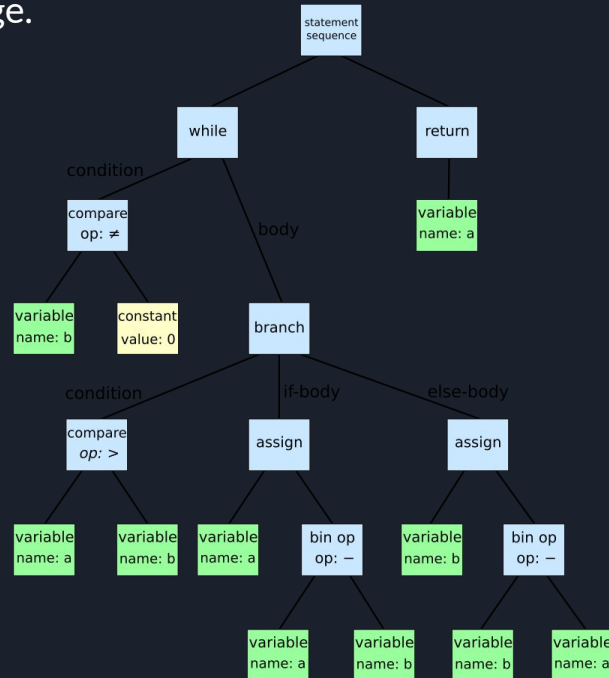 ge.
statement
sequence
while
return
condition
compare
op: ≠
body
variable
name: a
variable
name: b
constant
value: 0
branch
condition
if-body
else-body
compare
op: >
assign
assign
variable
name: a
variable
name: b
variable
name: a
bin op
op: −
variable
name: b
bin op
op: −
variable
name: a
variable
name: b
variable
name: b
variable
name: a